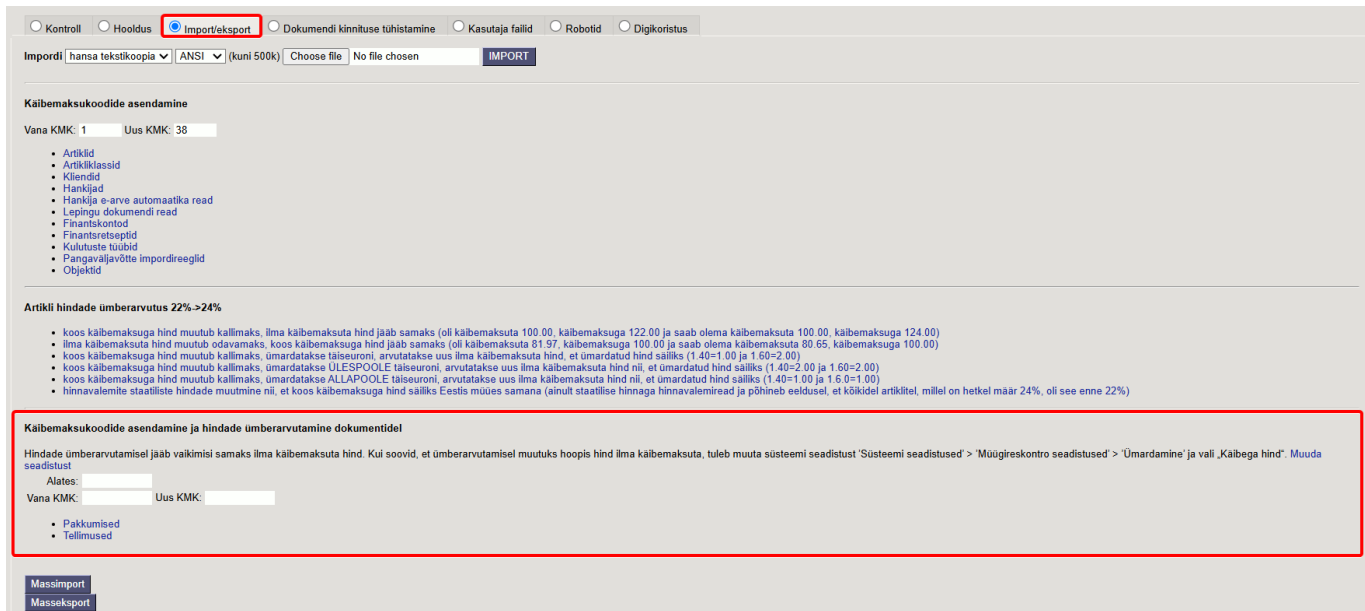 Kontroll Hooldus Import/eksport Dokumendi kinnituse tühistamine Kasutaja failid Robotid Digikoristus
Impordi hansa tekstikoopia ANSI (kuni 500k) Choose file No file chosen IMPORT
Käibemaksukoodide asendamine
Vana KMK: 1 Uus KMK: 38
Artiklid
Artikliklassid
Kliendid
Hankijad
Hankija e-arve automaatika read
Lepingu dokumendi read
Finantskontod
Finantsretseptid
Kulutuste tüübid
Pangaväljavõtte impordireeglid
Objektid
Artikli hindade ümberarvutus 22%->24%
koos käibemaksuga hind muutub kallimaks, ilma käibemaksuta hind jääb samaks (oli käibemaksuta 100.00, käibemaksuga 122.00 ja saab olema käibemaksuta 100.00, käibemaksuga 124.00)
ilma käibemaksuta hind muutub odavamaks, koos käibemaksuga hind jääb samaks (oli käibemaksuta 81.97, käibemaksuga 100.00 ja saab olema käibemaksuta 80.65, käibemaksuga 100.00)
koos käibemaksuga hind muutub kallimaks, ümardatakse täiseuroni, arvutatakse uus ilma käibemaksuta hind, et ümardatud hind säiliks (1.40=1.00 ja 1.60=2.00)
koos käibemaksuga hind muutub kallimaks, ümardatakse ÜLESPOOLE täiseuroni, arvutatakse uus ilma käibemaksuta hind nii, et ümardatud hind säiliks (1.40=2.00 ja 1.60=2.00)
koos käibemaksuga hind muutub kallimaks, ümardatakse ALLAPOOLE täiseuroni, arvutatakse uus ilma käibemaksuta hind nii, et ümardatud hind säiliks (1.40=1.00 ja 1.6.0=1.00)
hinnavalemite staatiliste hindade muutmine nii, et koos käibemaksuga hind säiliks Eestis müües samana (ainult staatilise hinnaga hinnavalemiread ja põhineb eeldusel, et kõikidel artiklitel, millel on hetkel määr 24%, oli see enne 22%)
Käibemaksukoodide asendamine ja hindade ümberarvutamine dokumentidel
Hindade ümberarvutamisel jääb vaikimisi samaks ilma käibemaksuta hind. Kui soovid, et ümberarvutamisel muutuks hoopis hind ilma käibemaksuta, tuleb muuta süsteemi seadistust 'Süsteemi seadistused' > 'Müügireskontro seadistused' > 'Ümardamine' ja vali „Käibega hind“. Muuda
seadistust
Alates:
Vana KMK: Uus KMK:
Pakkumised
Tellimused
Massimport
Masseksport